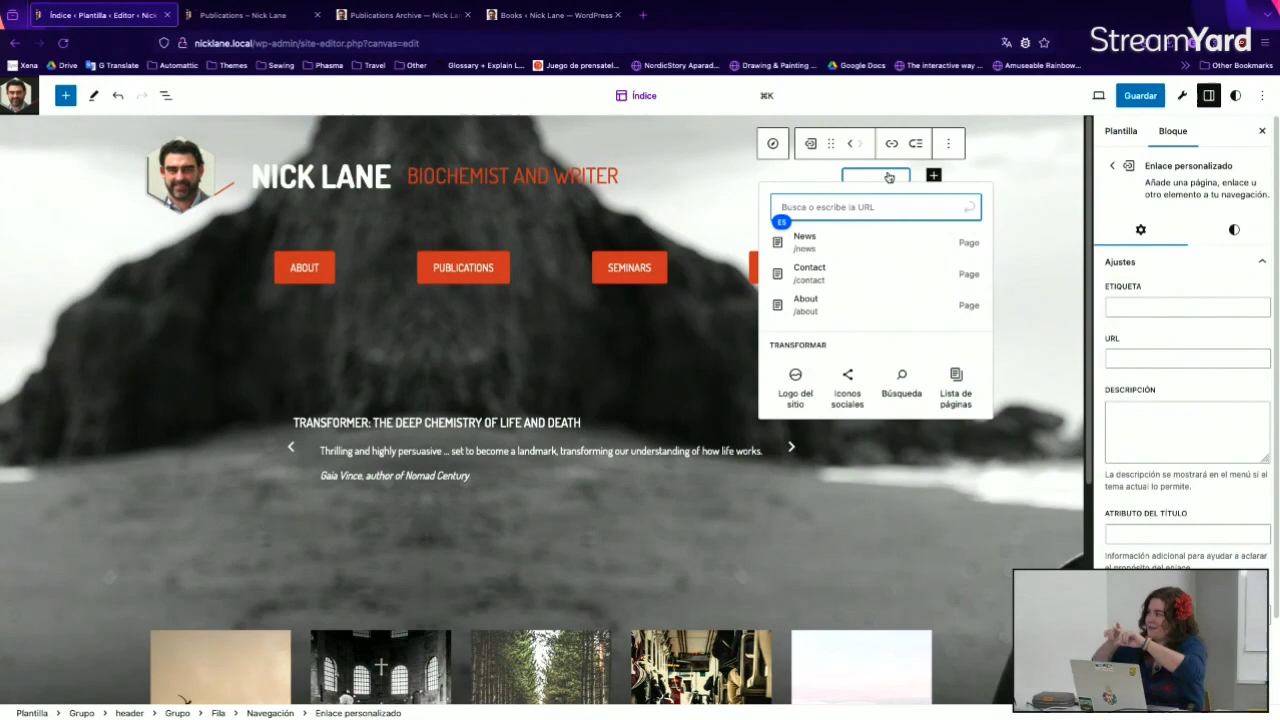 Índice ‹ Plantilla ‹ Editor ‹ Nick
Publications – Nick Lane
Publications Archive — Nick Lan
Books ‹ Nick Lane — WordPress
nicklane.local/wp-admin/site-editor.php?canvas=edit
StreamYard
Xena
Drive
G Translate
Automattic
Themes
Sewing
Phasma
Travel
Other
Glossary + Explain L...
Juego de prensatel...
NordicStory Aparad...
Drawing & Painting ...
Google Docs
The interactive way ...
Amuseable Rainbow...
Other Bookmarks
Índice
⌘K
Guardar
NICK LANE
BIOCHEMIST AND WRITER
ABOUT
PUBLICATIONS
SEMINARS
Busca o escribe la URL
ES
News
/news
Page
Contact
/contact
Page
About
/about
Page
TRANSFORMAR
Logo del sitio
Iconos sociales
Búsqueda
Lista de páginas
TRANSFORMER: THE DEEP CHEMISTRY OF LIFE AND DEATH
Thrilling and highly persuasive ... set to become a landmark, transforming our understanding of how life works.
Gaia Vince, author of Nomad Century
Plantilla
Bloque
Enlace personalizado
Añade una página, enlace u
otro elemento a tu navegación.
Ajustes
ETIQUETA
URL
DESCRIPCIÓN
La descripción se mostrará en el menú si el
tema actual lo permite.
ATRIBUTO DEL TÍTULO
Información adicional para ayudar a aclarar
el propósito del enlace.
Plantilla > Grupo > header > Grupo > Fila > Navegación > Enlace personalizado